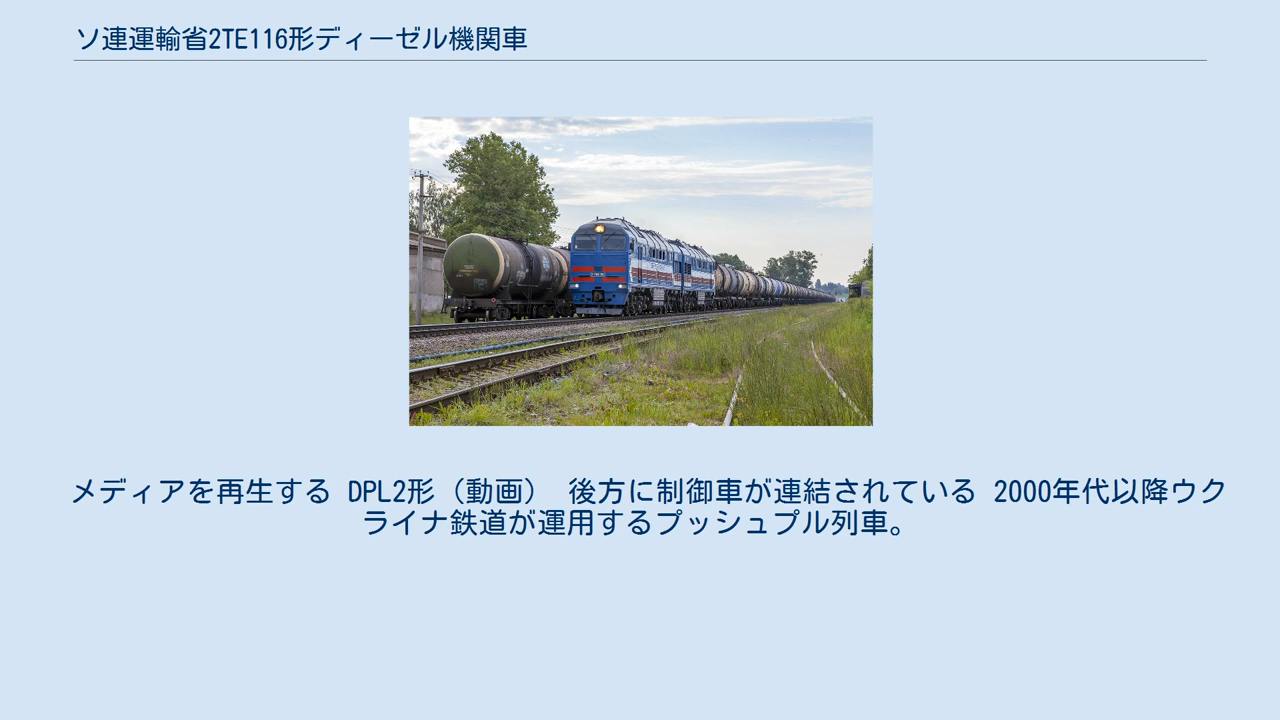 ソ連運輸省2TE116形ディーゼル機関車
メディアを再生する DPL2形（動画） 後方に制御車が連結されている 2000年代以降ウク
ライナ鉄道が運用するプッシュプル列車。